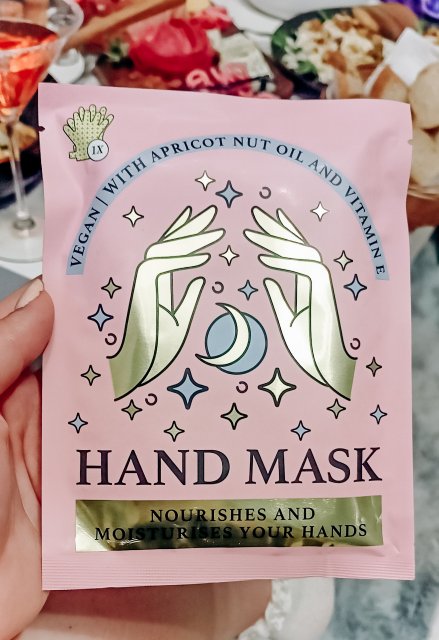 1X
VEGAN | WITH APRICOT NUT OIL AND VITAMIN E
HAND MASK
NOURISHES AND
MOISTURISES YOUR HANDS